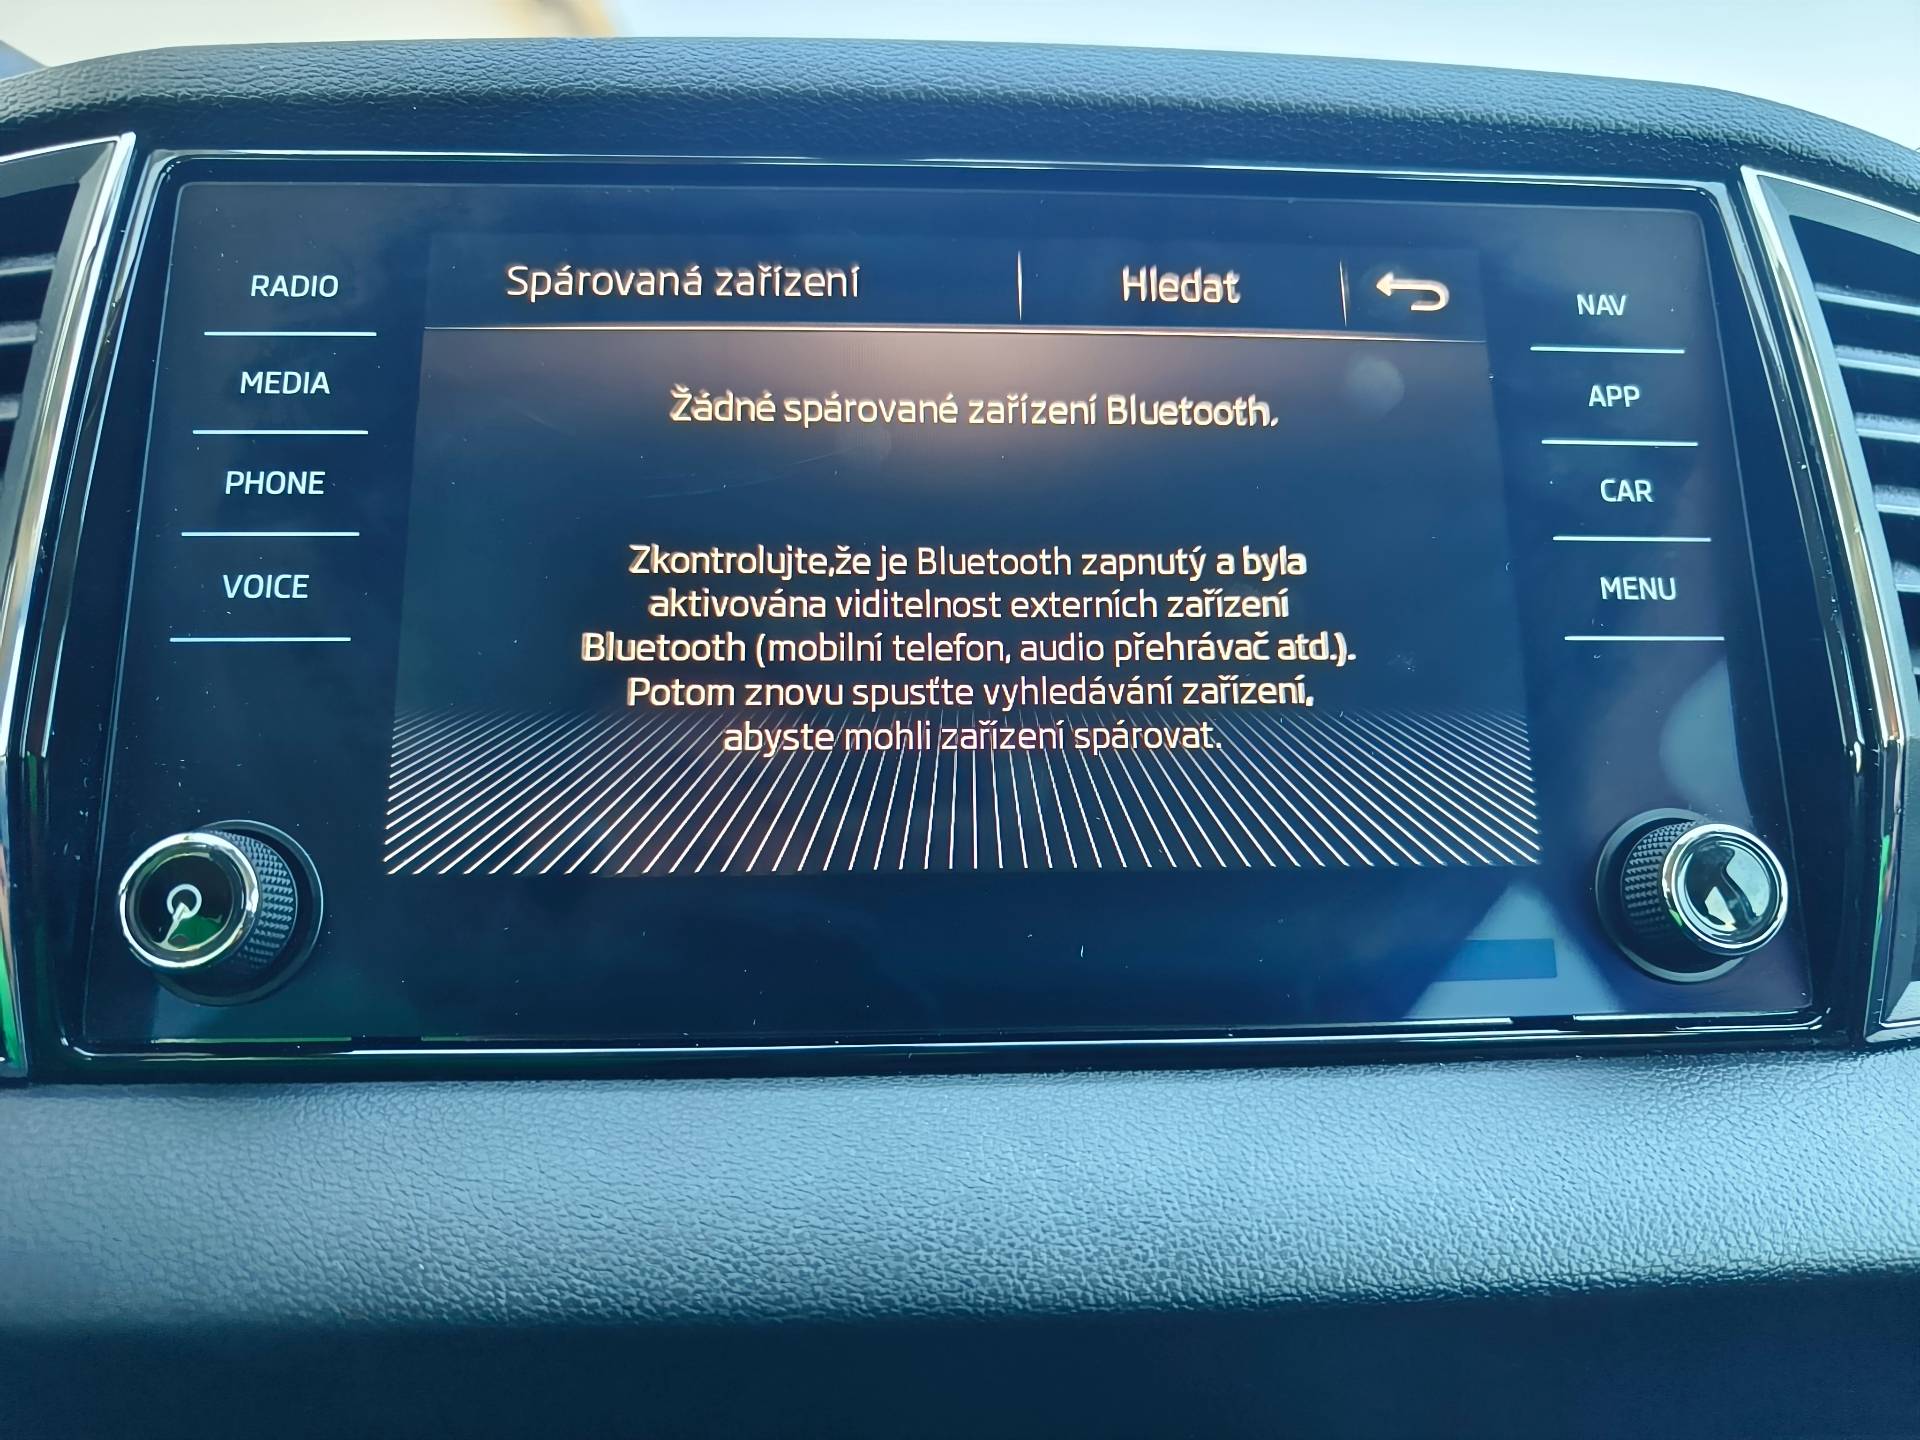 Spárovaná zařízení
Hledat
RADIO
MEDIA
PHONE
VOICE
Žádné spárované zařízení Bluetooth.
Zkontrolujte,že je Bluetooth zapnutý a byla
aktivována viditelnost externích zařízení
Bluetooth (mobilní telefon, audio přehrávač atd.).
Potom znovu spusťte vyhledávání zařízení,
abyste mohli zařízení spárovat.
NAV
APP
CAR
MENU